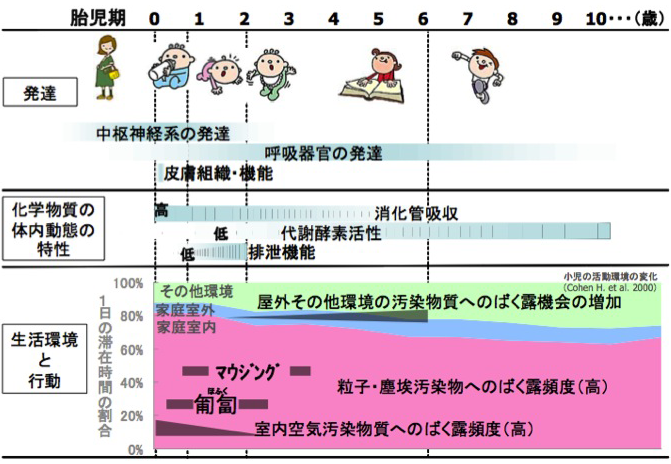 胎児期 0 1 2 3 4 5 6 7 8 9 10・・・(歳)
発達
中枢神経系の発達
呼吸器官の発達
皮膚組織・機能
化学物質の
体内動態の
特性
高
消化管吸収
低
代謝酵素活性
低
排泄機能
生活環境
と
行動
1日の滞在時間の割合
100%
80%
60%
40%
20%
0%
小児の活動環境の変化
(Cohen H. et al. 2000)
その他環境
家庭室外
家庭室内
屋外その他環境の汚染物質へのばく露機会の増加
マウジング
粒子・塵埃汚染物へのばく露頻度(高)
ほふく
匍匐
室内空気汚染物質へのばく露頻度(高)